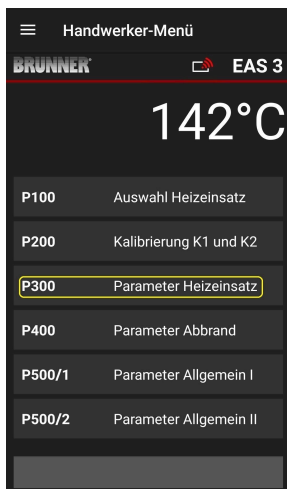 Handwerker-Menü
BRUNNER EAS 3
142°C
P100 Auswahl Heizeinsatz
P200 Kalibrierung K1 und K2
P300 Parameter Heizeinsatz
P400 Parameter Abbrand
P500/1 Parameter Allgemein I
P500/2 Parameter Allgemein II